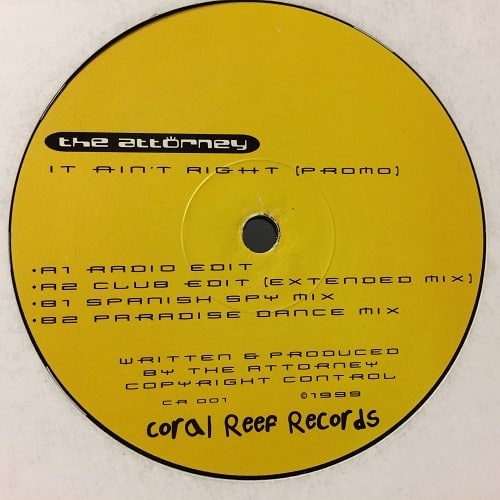 the attörney
IT AIN'T RIGHT (PROMO)
•A1 RADIO EDIT
•A2 CLUB EDIT (EXTENDED MIX)
•B1 SPANISH SPY MIX
•B2 PARADISE DANCE MIX
WRITTEN & PRODUCED
BY THE ATTORNEY
COPYRIGHT CONTROL
CR 001 ©1999
coral Reef Records